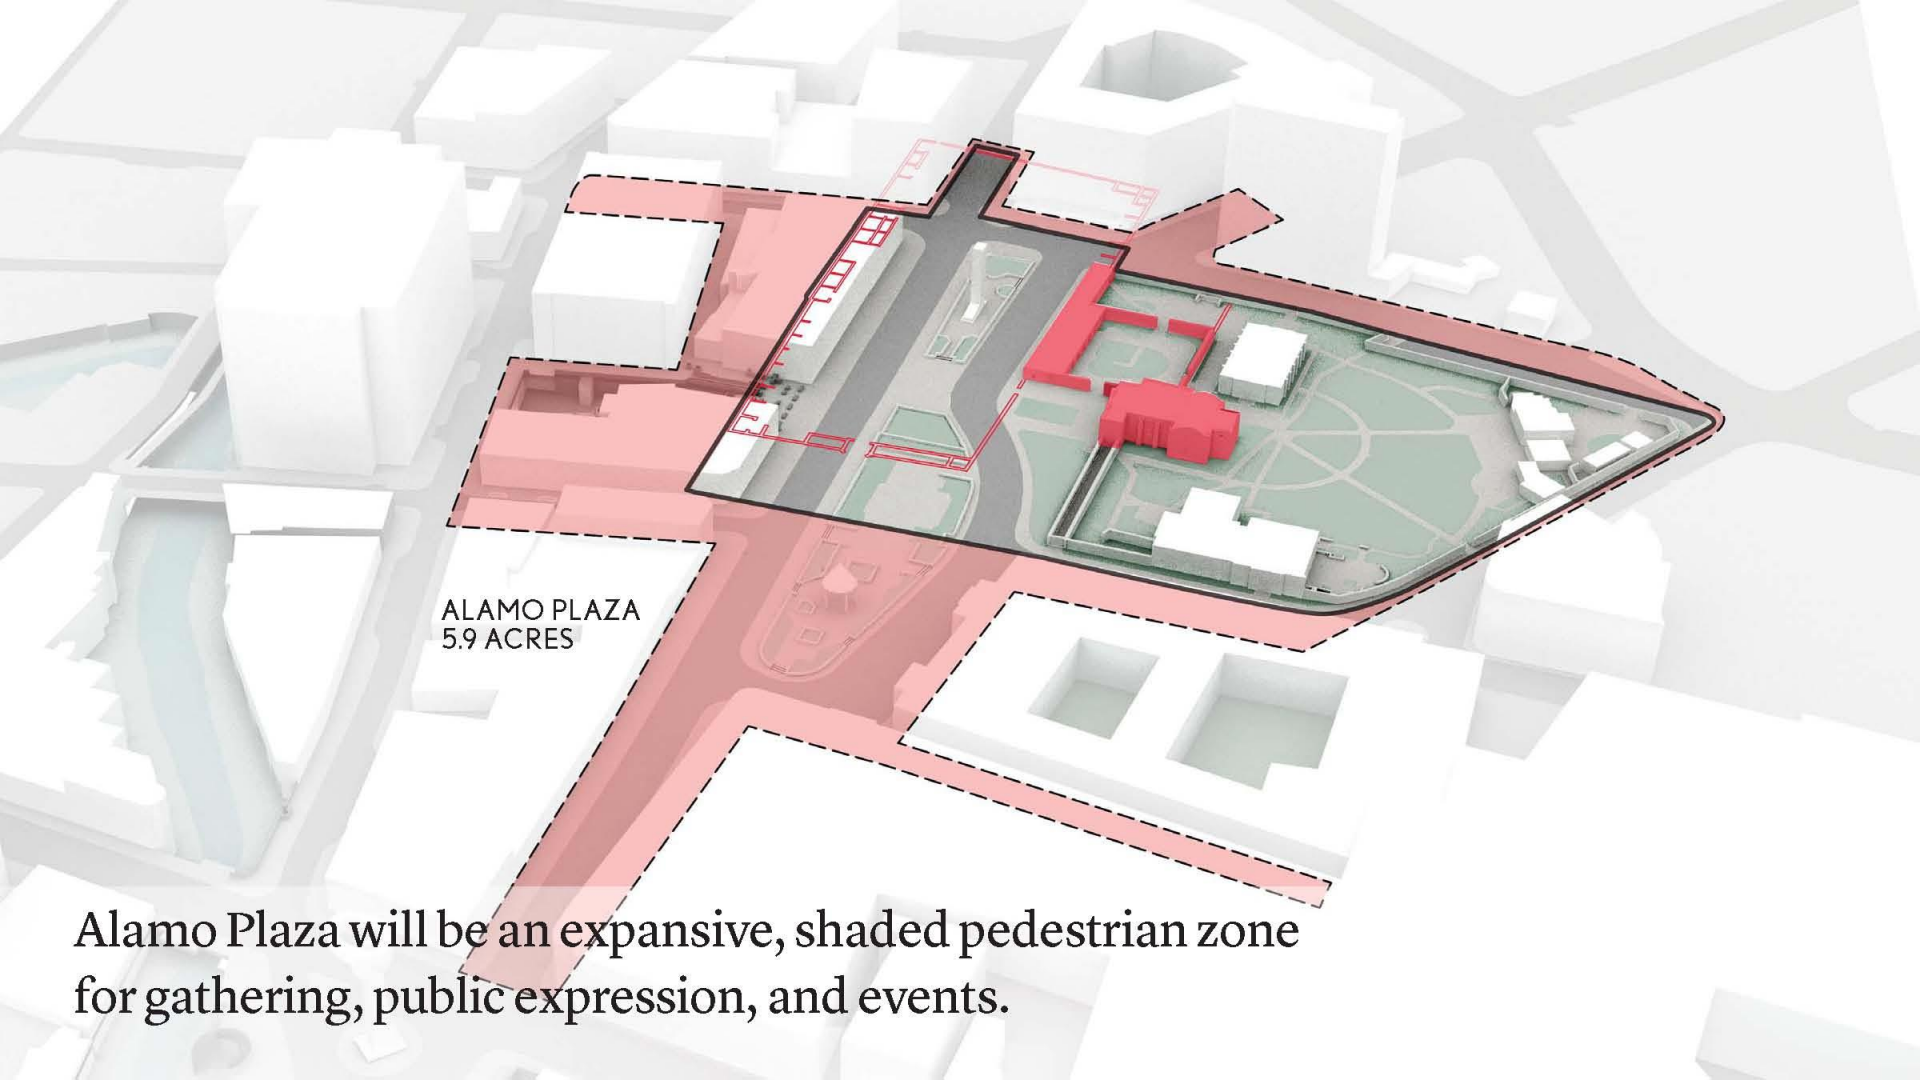 ALAMO PLAZA
5.9 ACRES
Alamo Plaza will be an expansive, shaded pedestrian zone
for gathering, public expression, and events.